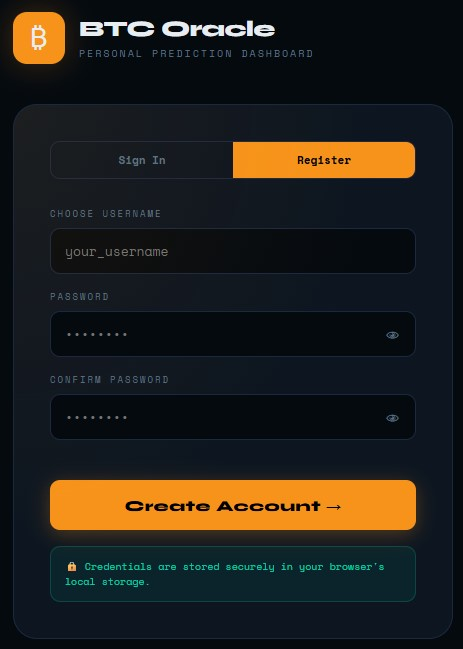 ₿
BTC Oracle
PERSONAL PREDICTION DASHBOARD
Sign In
Register
CHOOSE USERNAME
your_username
PASSWORD
••••••••
CONFIRM PASSWORD
••••••••
Create Account →
🔒 Credentials are stored securely in your browser's
local storage.